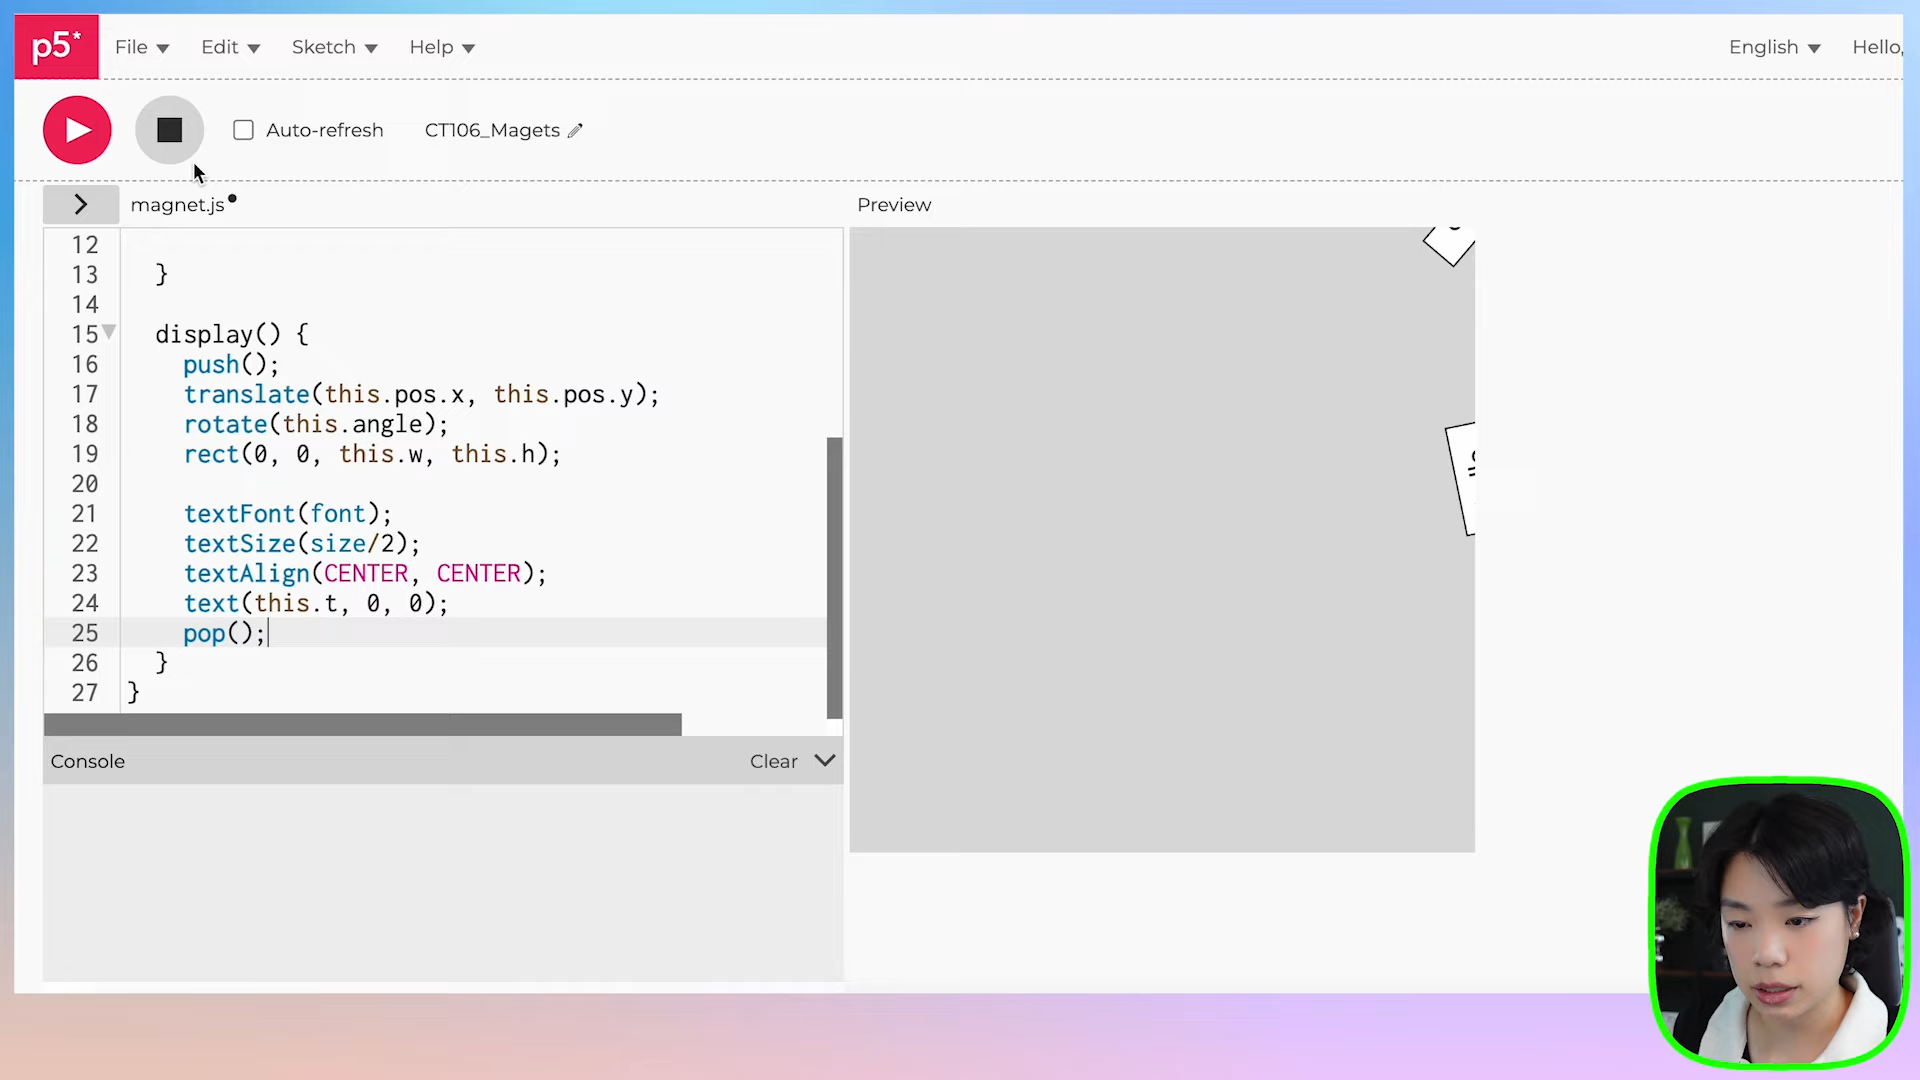 p5*
File
Edit
Sketch
Help
English
Hello,
Auto-refresh
CT106_Magets
magnet.js
Preview
12
13 }
14
15 display() {
16 push();
17 translate(this.pos.x, this.pos.y);
18 rotate(this.angle);
19 rect(0, 0, this.w, this.h);
20
21 textFont(font);
22 textSize(size/2);
23 textAlign(CENTER, CENTER);
24 text(this.t, 0, 0);
25 pop();
26 }
27 }
Console
Clear